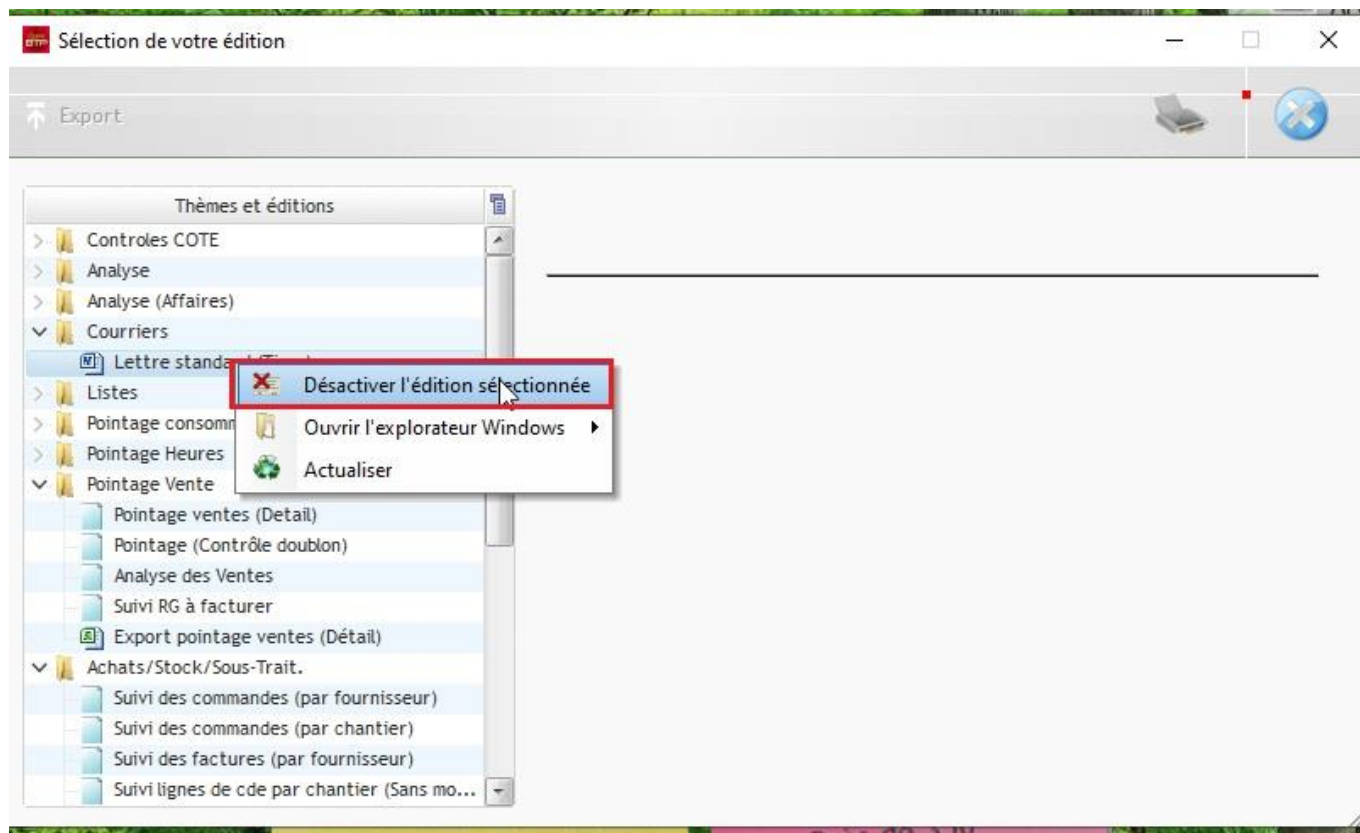 Sélection de votre édition
Export
Thèmes et éditions
Controles COTE
Analyse
Analyse (Affaires)
Courriers
Lettre
Listes
Désactiver l'édition sélectionnée
Pointage
Ouvrir l'explorateur Windows
Pointage Heures
Actualiser
Pointage Vente
Pointage ventes (Detail)
Pointage (Contrôle doublon)
Analyse des Ventes
Suivi RG à facturer
Export pointage ventes (Détail)
Achats/Stock/Sous-Trait.
Suivi des commandes (par fournisseur)
Suivi des commandes (par chantier)
Suivi des factures (par fournisseur)
Suivi lignes de cde par chantier (Sans mo...